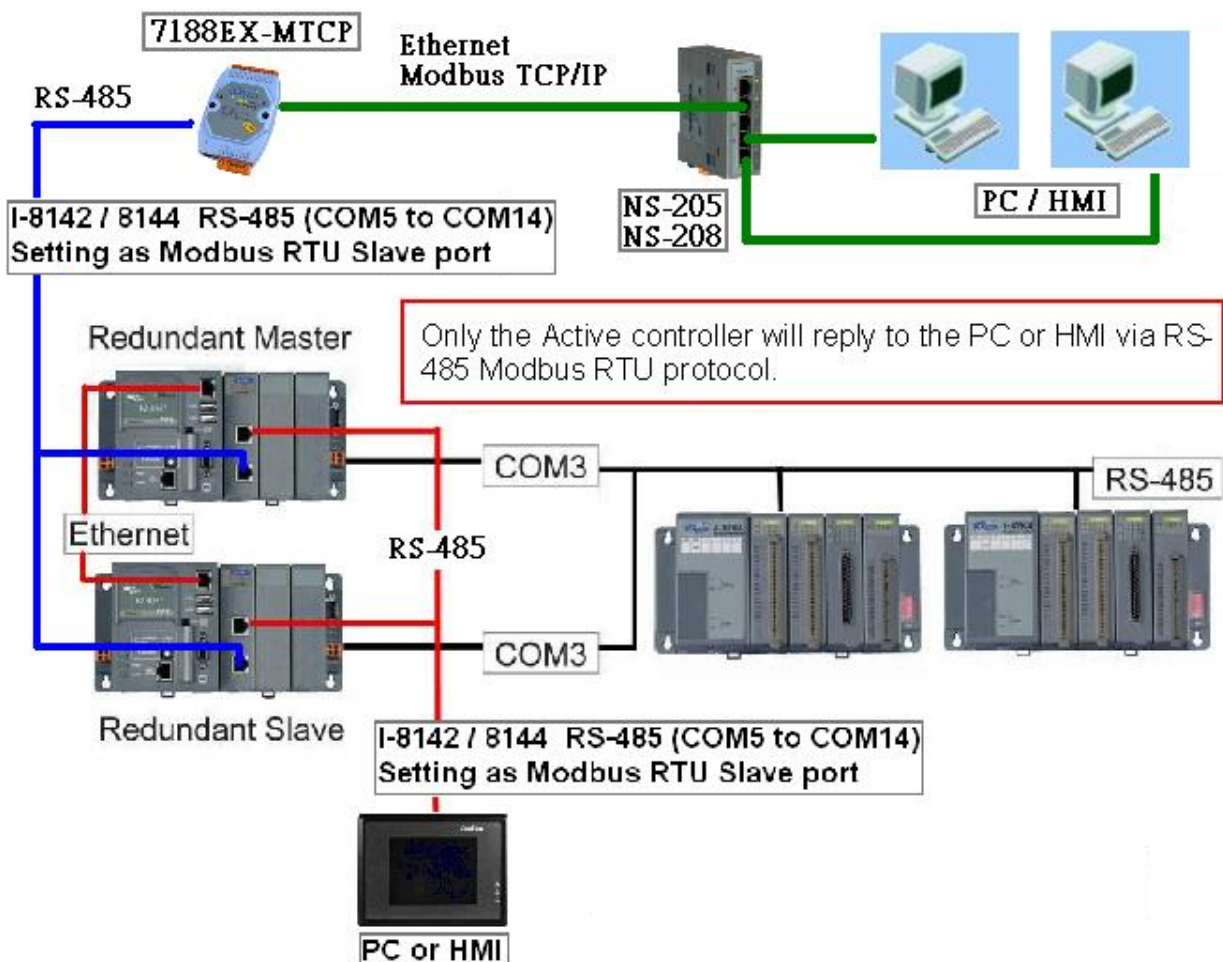 7188EX-MTCP
Ethernet
Modbus TCP/IP
RS-485
NS-205
NS-208
PC / HMI
I-8142 / 8144 RS-485 (COM5 to COM14)
Setting as Modbus RTU Slave port
Redundant Master
Only the Active controller will reply to the PC or HMI via RS-
485 Modbus RTU protocol.
COM3
RS-485
Ethernet
RS-485
COM3
Redundant Slave
I-8142 / 8144 RS-485 (COM5 to COM14)
Setting as Modbus RTU Slave port
PC or HMI